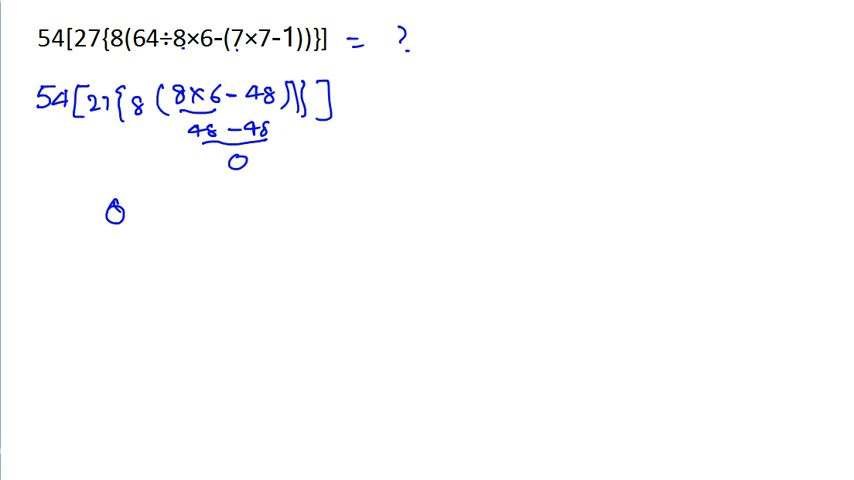 54[27{8(64÷8×6-(7×7-1))}] = ?
54[27{8(8×6-48)}]
48-48
0
0